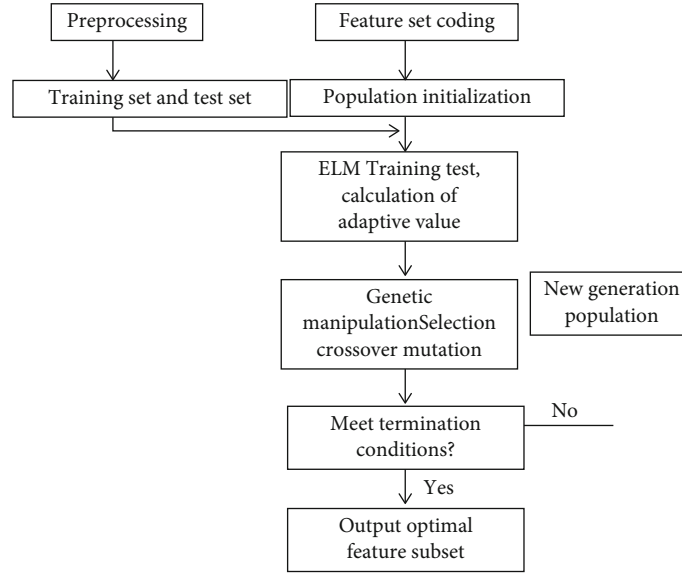 Preprocessing
Feature set coding
Training set and test set
Population initialization
ELM Training test,
calculation of
adaptive value
Genetic
manipulationSelection
crossover mutation
New generation
population
Meet termination
conditions?
No
Yes
Output optimal
feature subset